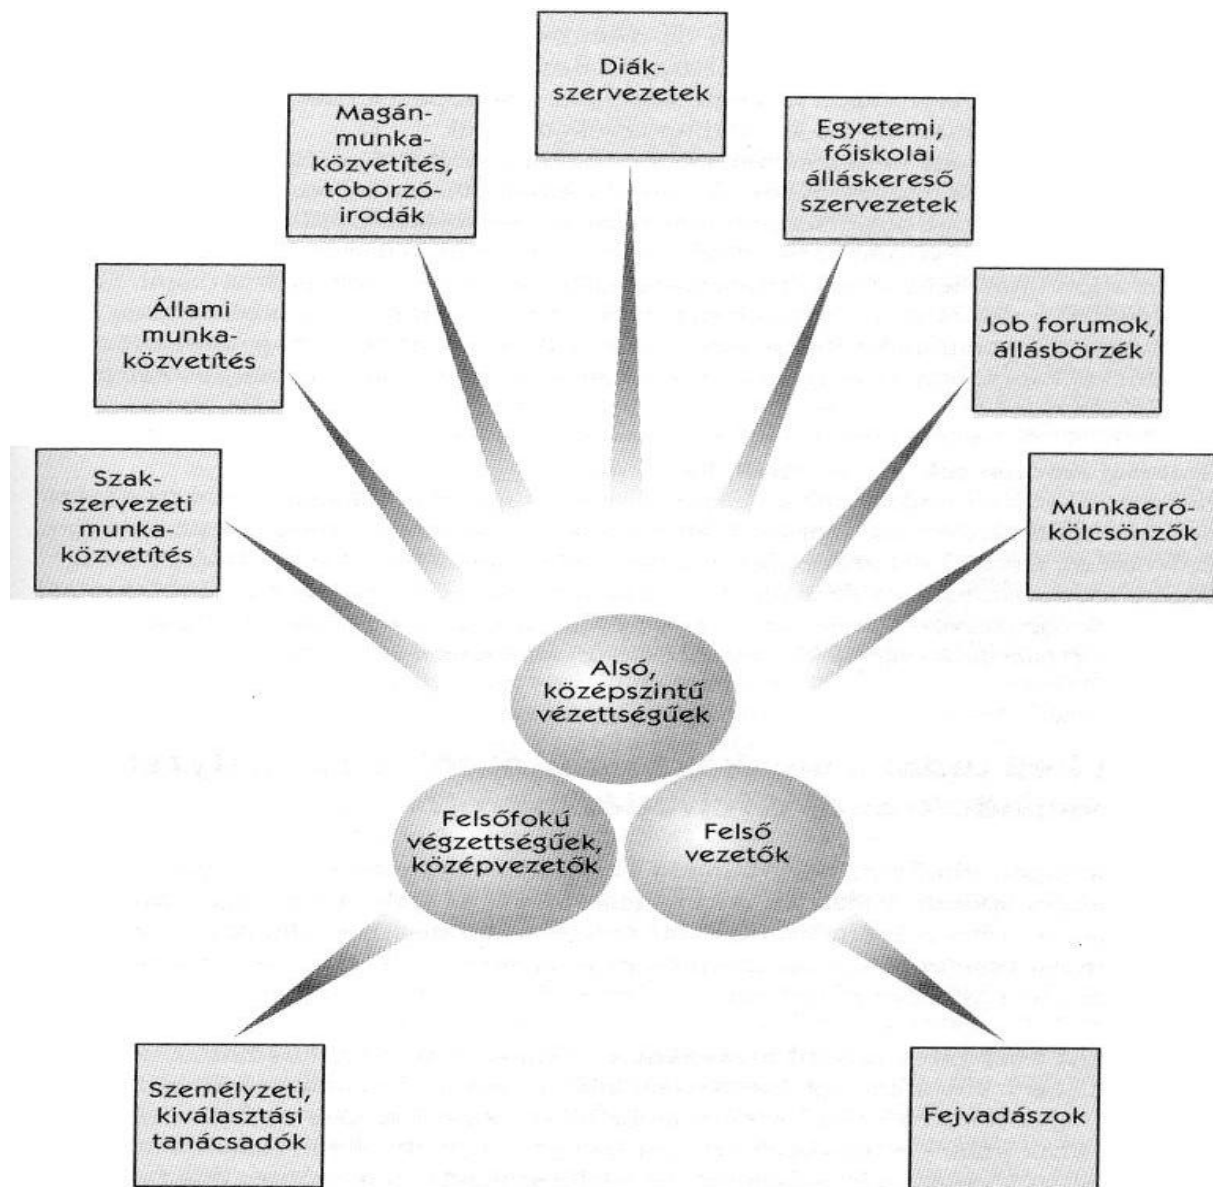 Diák-
szervezetek
Magán-
munka-
közvetítés,
toborzó-
irodák
Egyetemi,
főiskolai
álláskereső
szervezetek
Állami
munka-
közvetítés
Job forumok,
állásbörzék
Szak-
szervezeti
munka-
közvetítés
Munkaerő-
kölcsönzők
Alsó,
középszintű
vézettségűek
Felsőfokú
végzettségűek,
középvezetők
Felső
vezetők
Személyzeti,
kiválasztási
tanácsadók
Fejvadászok